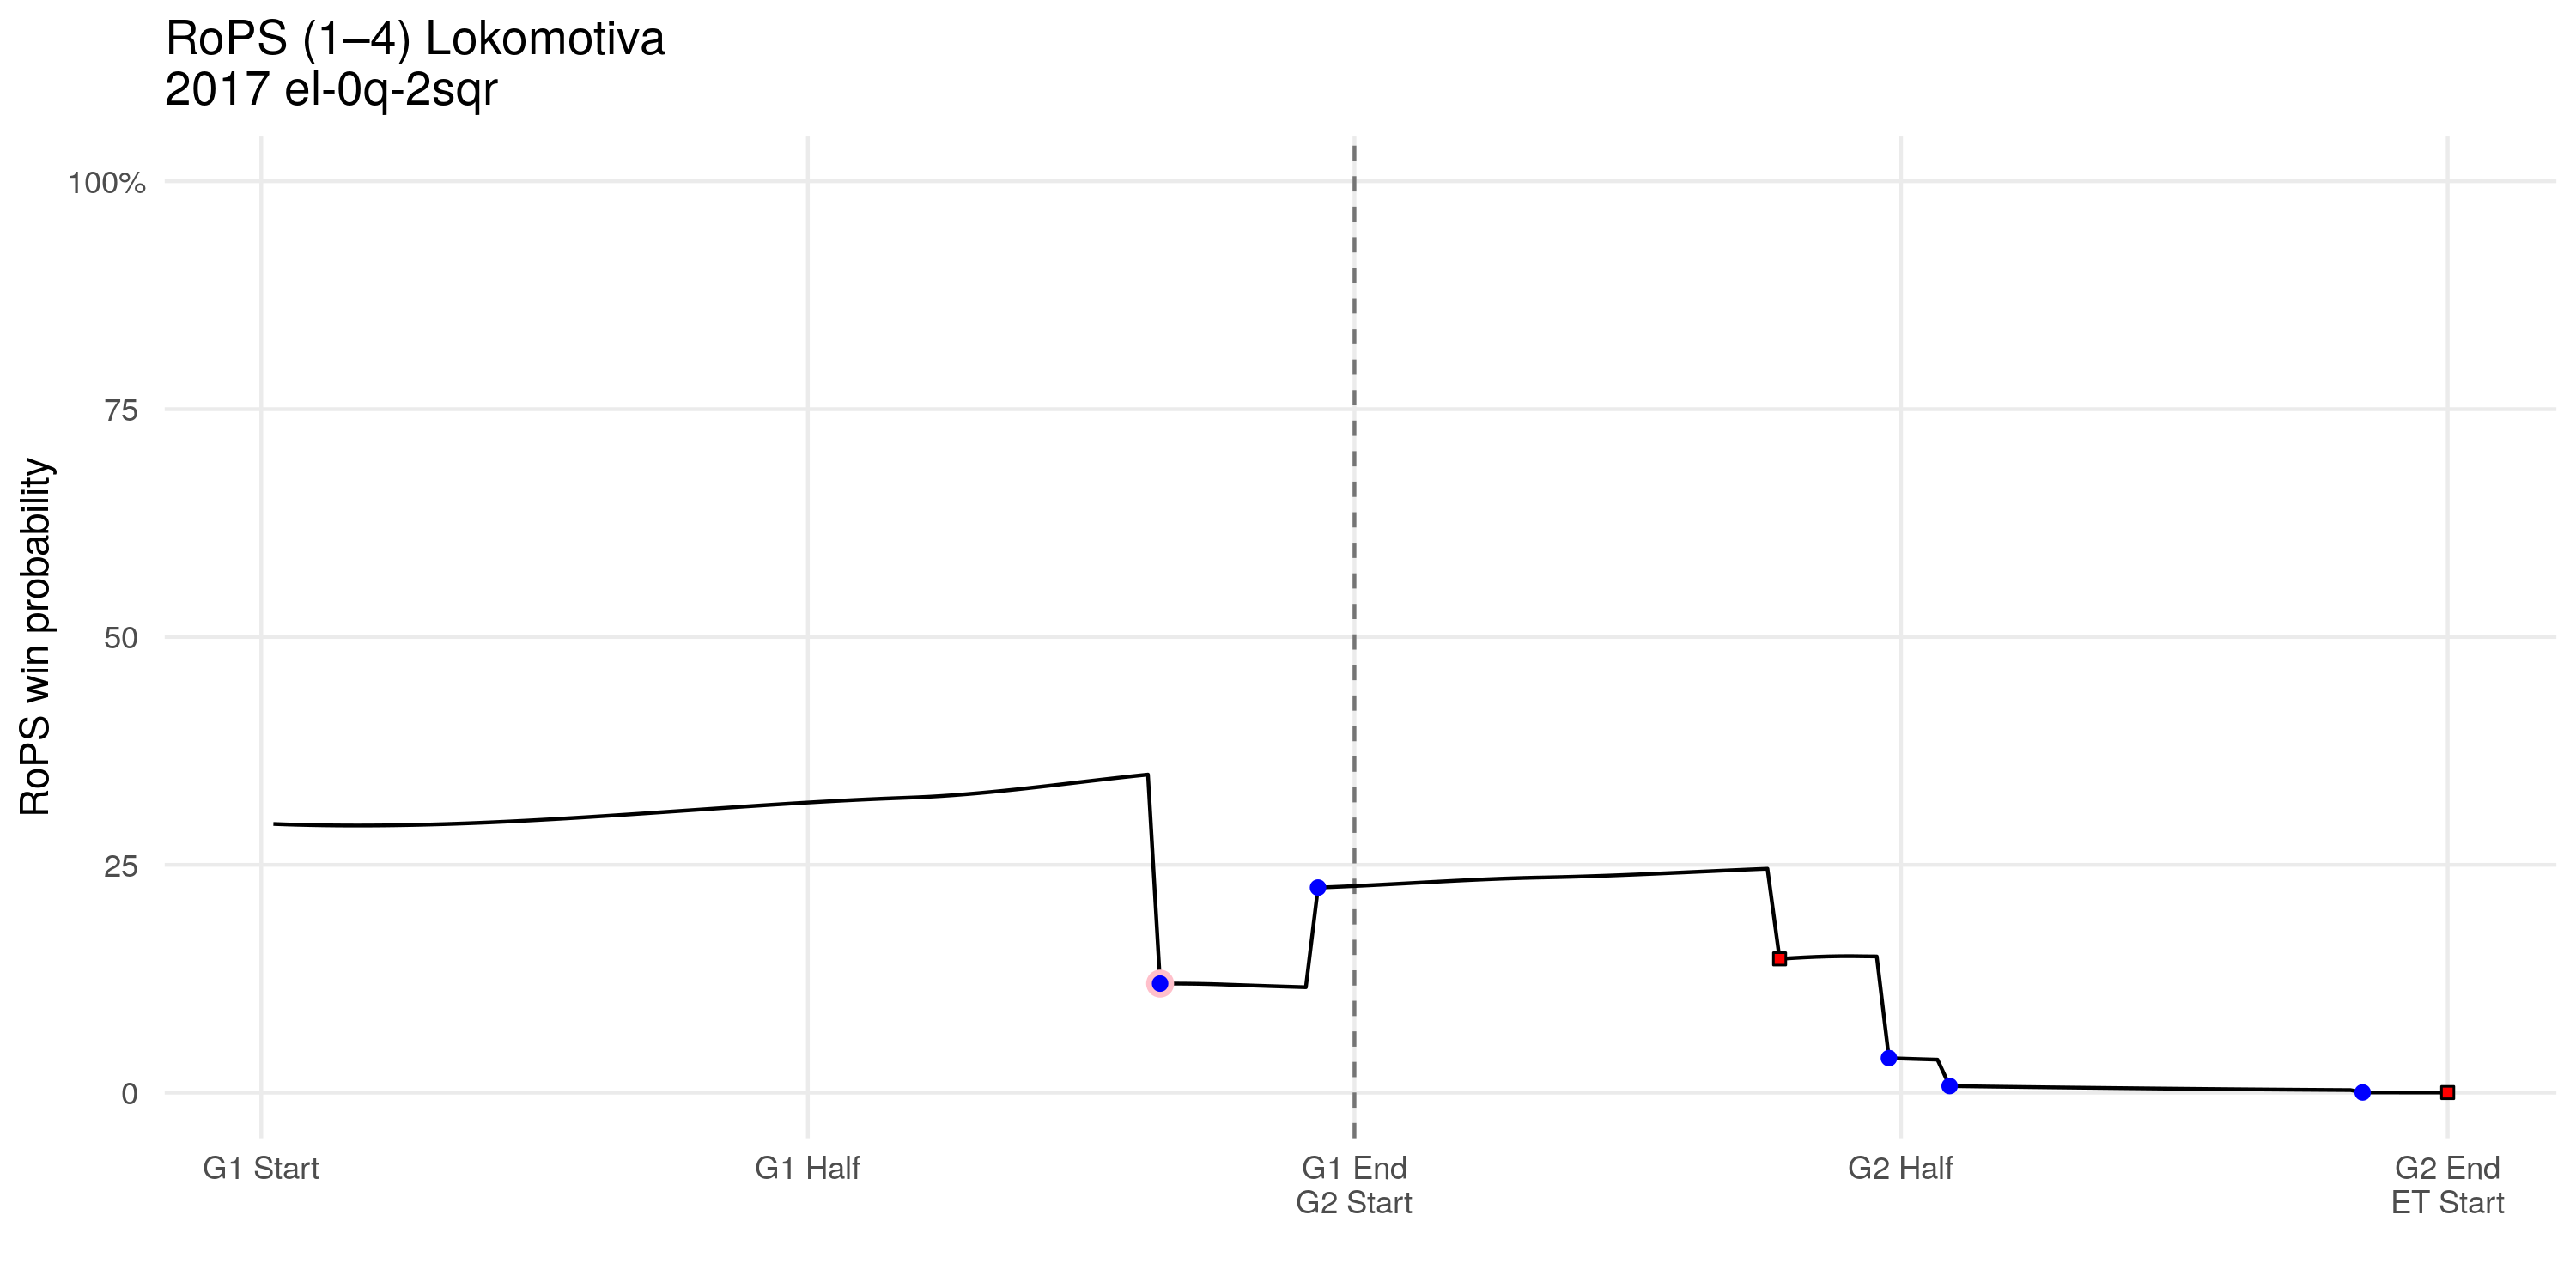 RoPS (1–4) Lokomotiva
2017 el-0q-2sqr
RoPS win probability
100%
75
50
25
0
G1 Start
G1 Half
G1 End
G2 Start
G2 Half
G2 End
ET Start